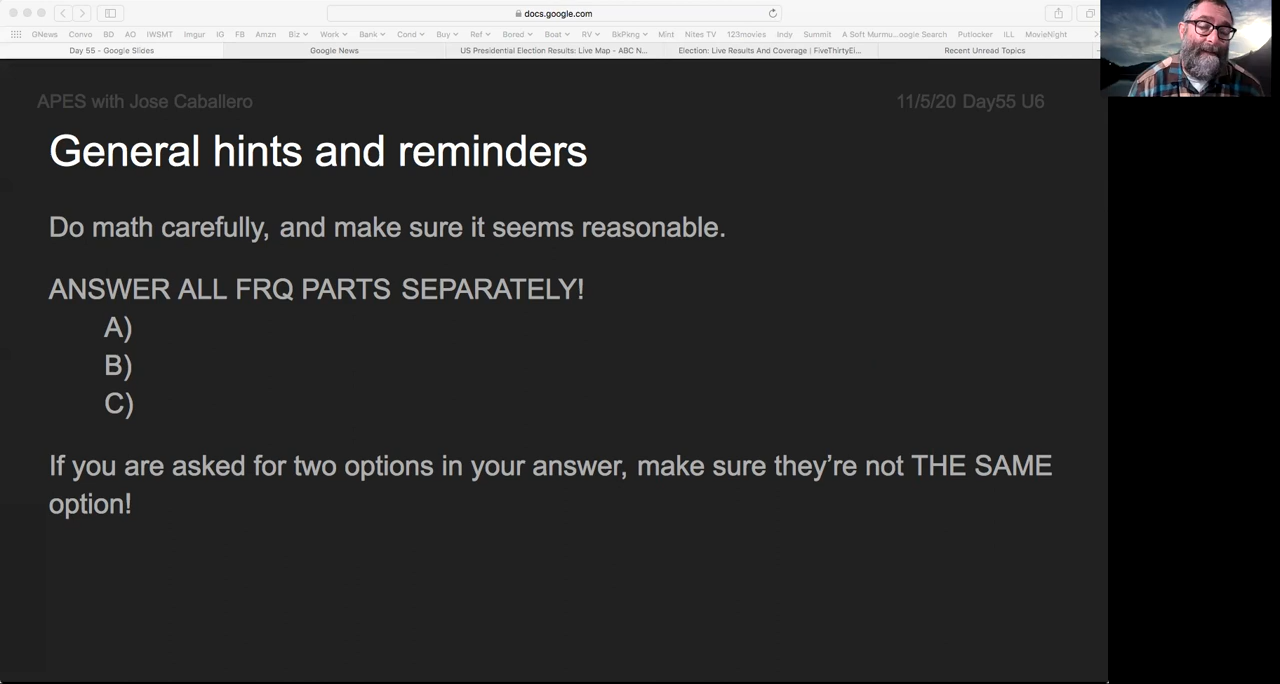 docs.google.com
GNews Convo BD AO IWSMT Imgur IG FB Amzn Biz Work Bank Cond Buy Ref Bored Boat RV BkPkng Mint Nites TV 123movies Indy Summit A Soft Murmu...oogle Search Putlocker ILL MovieNight
Day 55 - Google Slides Google News US Presidential Election Results: Live Map - ABC N... Election: Live Results And Coverage | FiveThirtyEi... Recent Unread Topics
APES with Jose Caballero 11/5/20 Day55 U6
General hints and reminders
Do math carefully, and make sure it seems reasonable.
ANSWER ALL FRQ PARTS SEPARATELY!
A)
B)
C)
If you are asked for two options in your answer, make sure they’re not THE SAME
option!